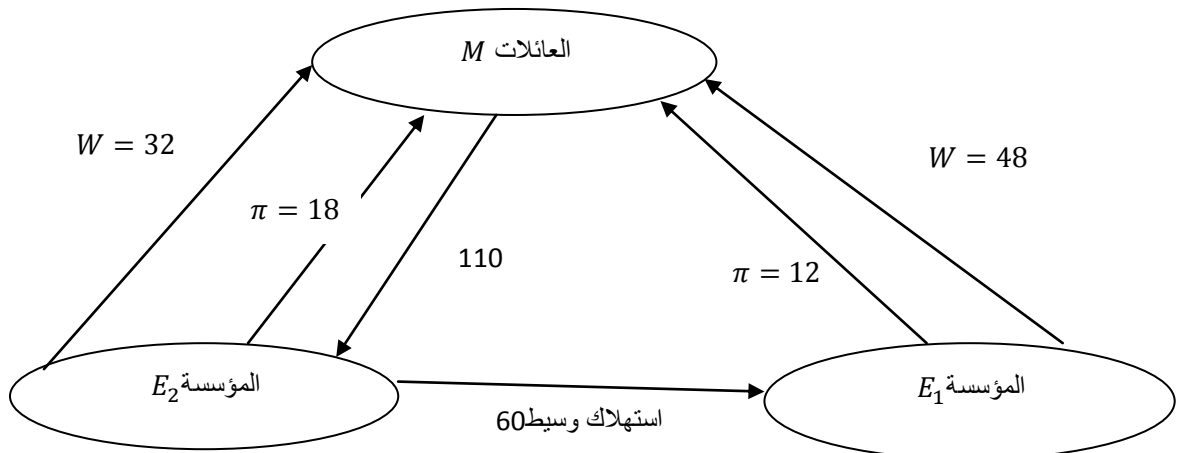 العائلات M
W = 32
W = 48
π = 18
110
π = 12
المؤسسة E₂
المؤسسة E₁
استهلاك وسيط60